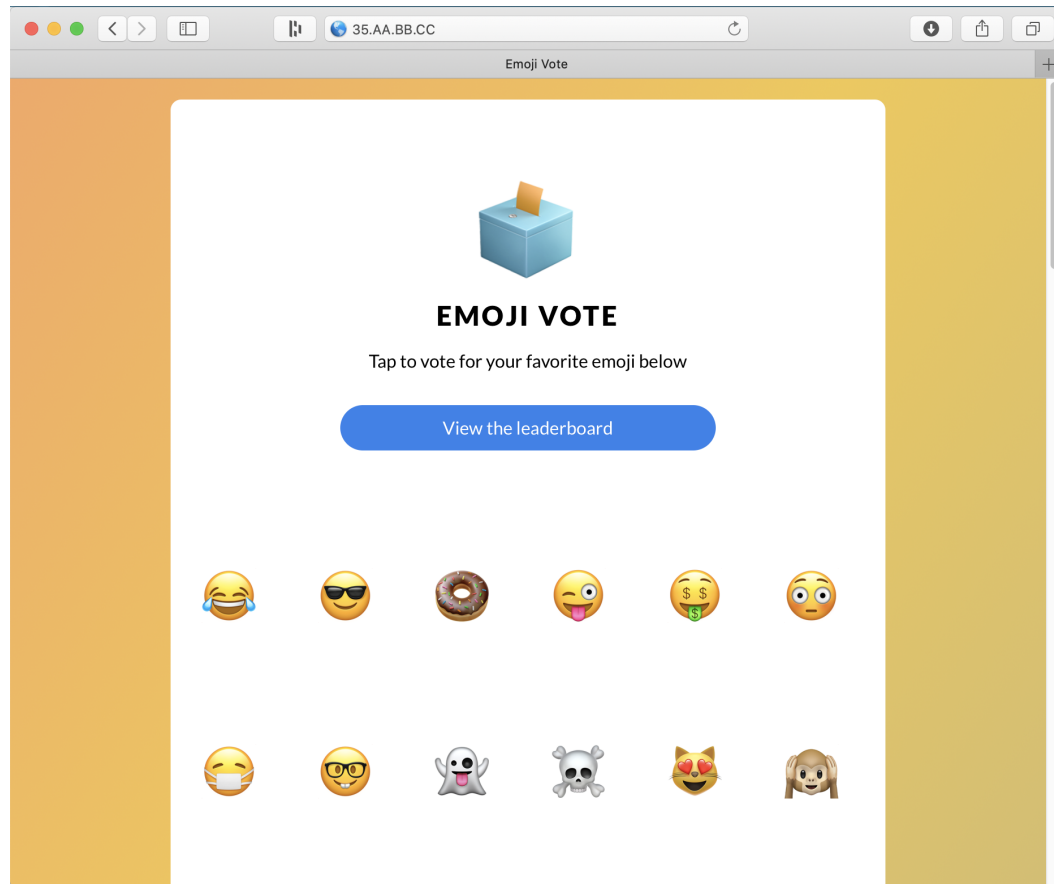 35.AA.BB.CC
Emoji Vote
EMOJI VOTE
Tap to vote for your favorite emoji below
View the leaderboard
$ $
$